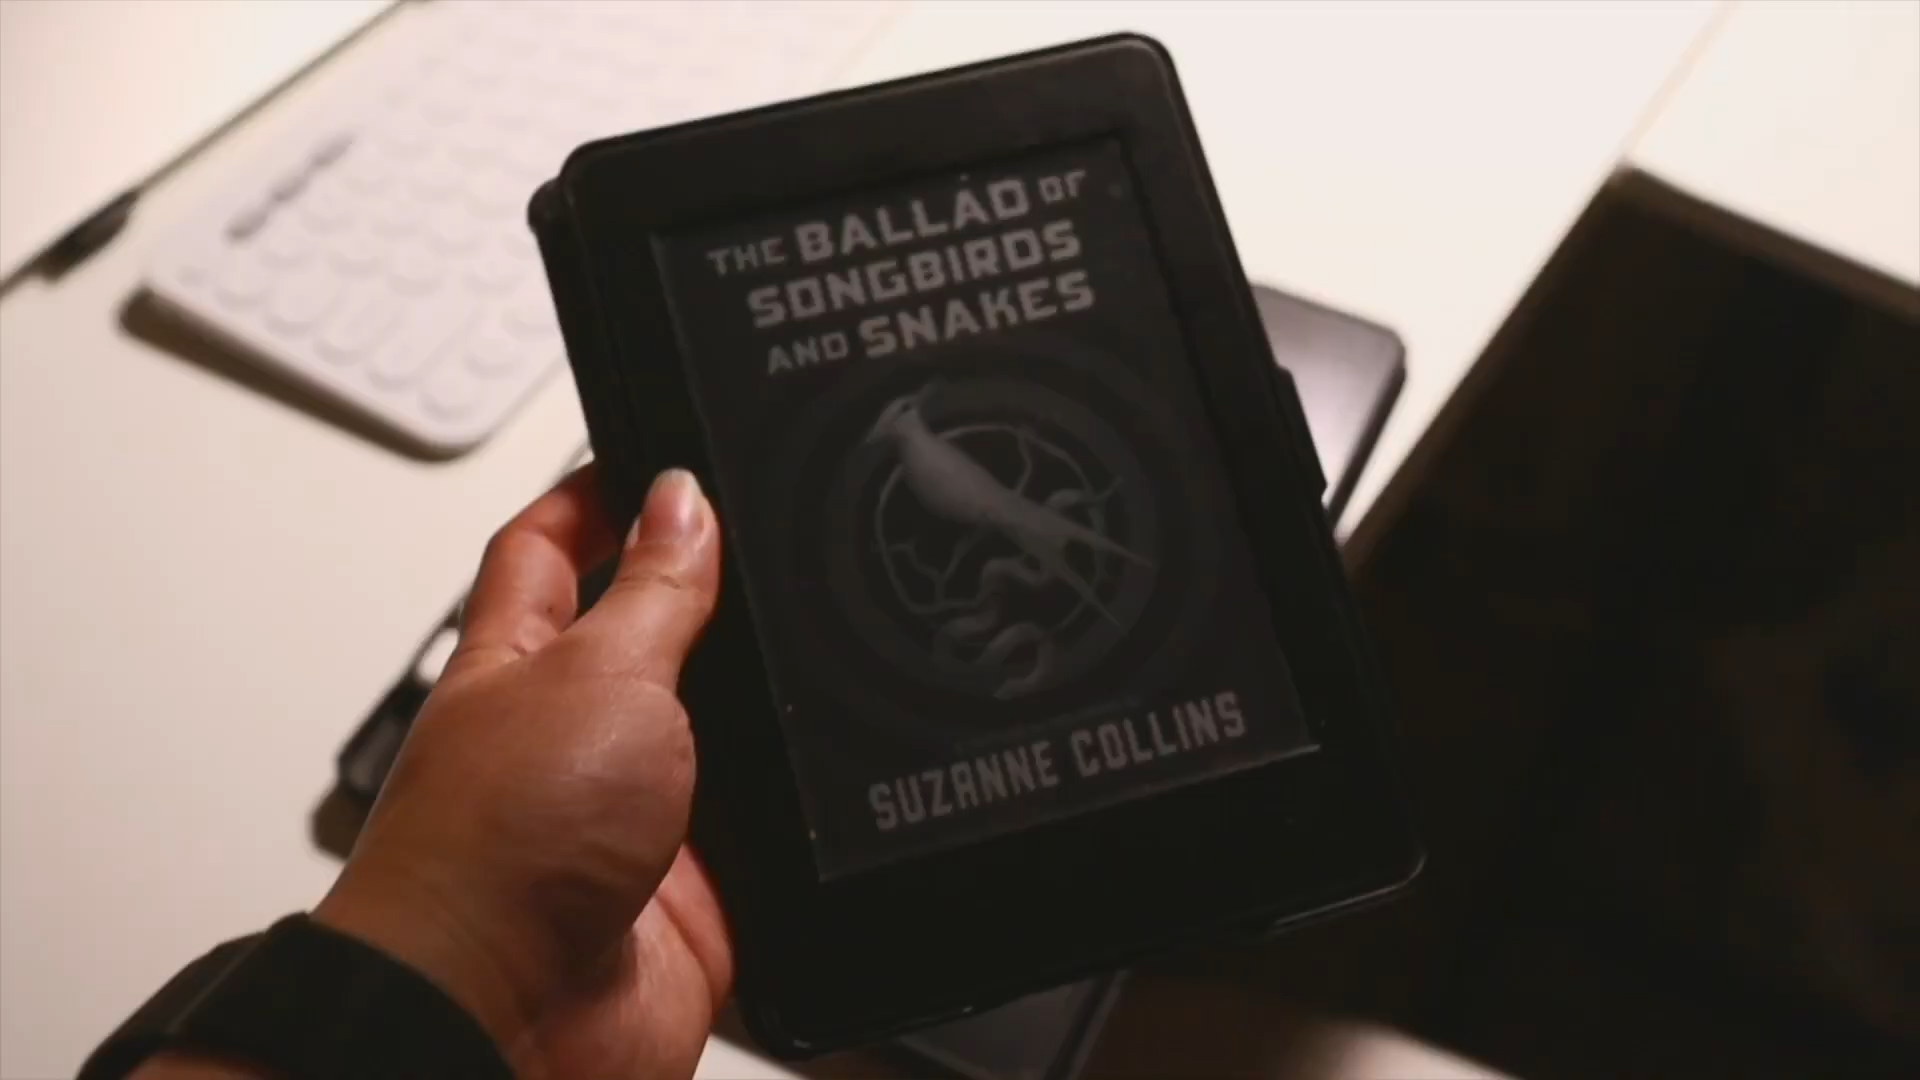 THE BALLAD OF
SONGBIRDS
AND SNAKES
SUZANNE COLLINS